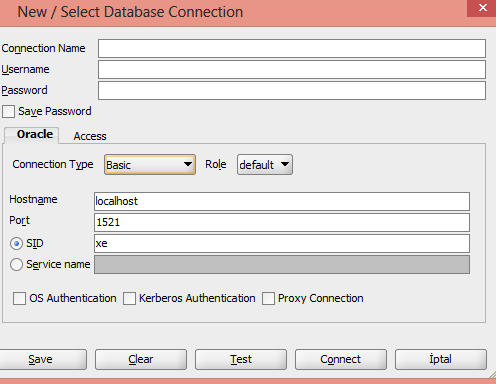 New / Select Database Connection
Connection Name
Username
Password
Save Password
Oracle Access
Connection Type Basic Role default
Hostname localhost
Port 1521
SID xe
Service name
OS Authentication Kerberos Authentication Proxy Connection
Save Clear Test Connect İptal